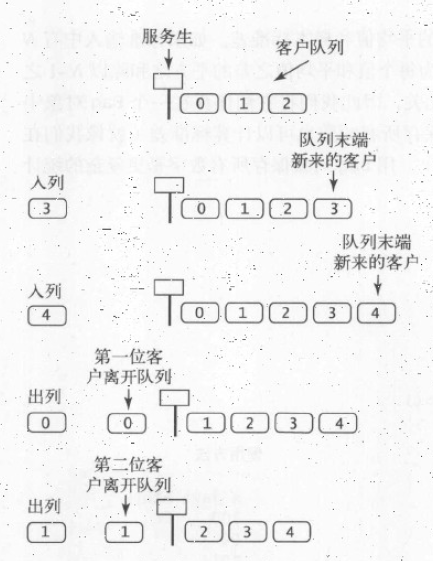 服务生
客户队列
0 1 2
队列末端
新来的客户
入列
3
0 1 2 3
队列末端
新来的客户
入列
4
0 1 2 3 4
第一位客
户离开队列
出列
0
0
1 2 3 4
第二位客
户离开队列
出列
1
1
2 3 4